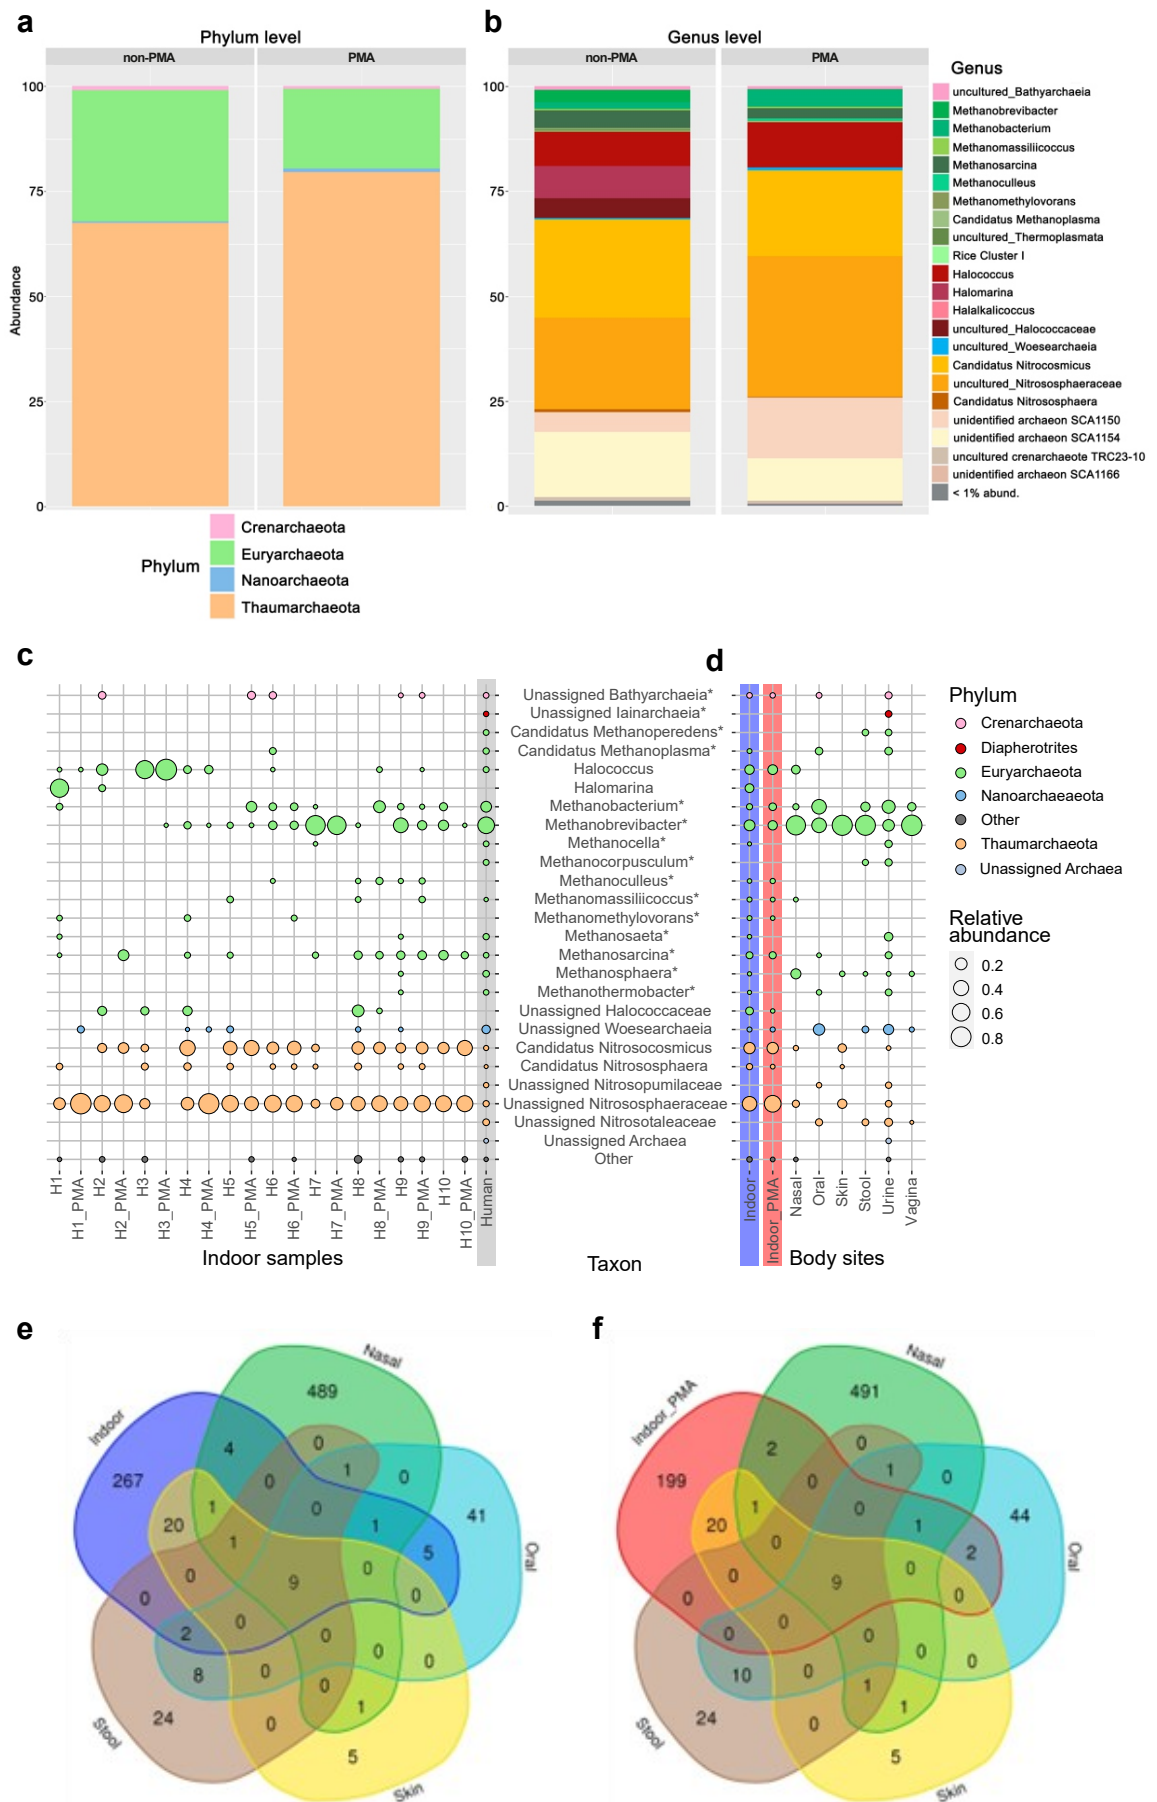 a
Phylum level
non-PMA
PMA
100
75
50
25
0
Abundance
Phylum
Crenarchaeota
Euryarchaeota
Nanoarchaeota
Thaumarchaeota
b
Genus level
non-PMA
PMA
100
75
50
25
0
Genus
uncultured_Bathyarchaeia
Methanobrevibacter
Methanobacterium
Methanomassiliicoccus
Methanosarcina
Methanoculleus
Methanomethylovorans
Candidatus Methanoplasma
uncultured_Thermoplasmata
Rice Cluster I
Halococcus
Halomarina
Halalkalicoccus
uncultured_Halococcaceae
uncultured_Woesearchaeia
Candidatus Nitrocosmicus
uncultured_Nitrososphaeraceae
Candidatus Nitrososphaera
unidentified archaeon SCA1150
unidentified archaeon SCA1154
uncultured crenarchaeote TRC23-10
unidentified archaeon SCA1166
< 1% abund.
c
H1
H1_PMA
H2
H2_PMA
H3
H3_PMA
H4
H4_PMA
H5
H5_PMA
H6
H6_PMA
H7
H7_PMA
H8
H8_PMA
H9
H9_PMA
H10
H10_PMA
Human
Indoor samples
Unassigned Bathyarchaeia*
Unassigned Iainarchaeia*
Candidatus Methanoperedens*
Candidatus Methanoplasma*
Halococcus
Halomarina
Methanobacterium*
Methanobrevibacter*
Methanocella*
Methanocorpusculum*
Methanoculleus*
Methanomassiliicoccus*
Methanomethylovorans*
Methanosaeta*
Methanosarcina*
Methanosphaera*
Methanothermobacter*
Unassigned Halococcaceae
Unassigned Woesearchaeia
Candidatus Nitrosocosmicus
Candidatus Nitrososphaera
Unassigned Nitrosopumilaceae
Unassigned Nitrososphaeraceae
Unassigned Nitrosotaleaceae
Unassigned Archaea
Other
Taxon
d
Indoor
Indoor_PMA
Nasal
Oral
Skin
Stool
Urine
Vagina
Body sites
Phylum
Crenarchaeota
Diapherotrites
Euryarchaeota
Nanoarchaeaeota
Other
Thaumarchaeota
Unassigned Archaea
Relative
abundance
0.2
0.4
0.6
0.8
e
Nasal
Indoor
489
0
4
0
1
0
267
41
1
0
1
20
1
5
Oral
0
9
0
0
0
2
0
0
0
0
8
0
0
24
0
1
Stool
5
Skin
f
Nasal
Indoor_PMA
491
0
2
0
1
0
199
44
1
0
1
20
0
2
Oral
0
9
0
0
0
0
0
0
0
0
10
0
1
24
0
1
Stool
5
Skin